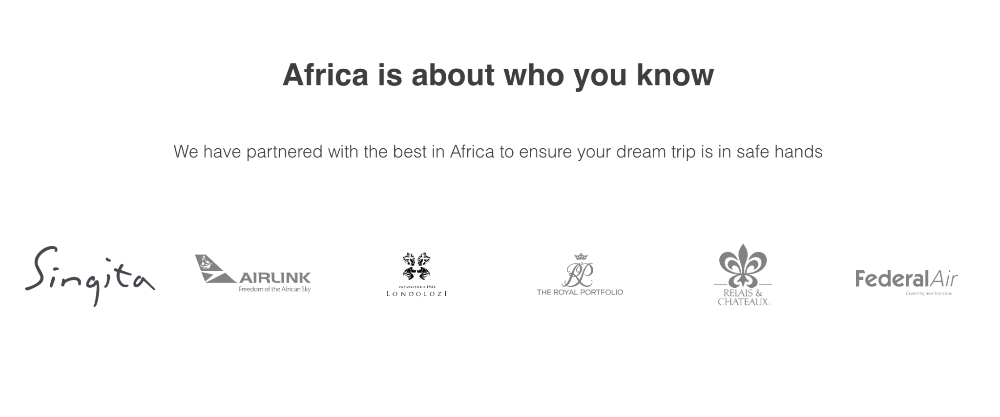 Africa is about who you know
We have partnered with the best in Africa to ensure your dream trip is in safe hands
Singita
AIRLINK
Freedom of the African Sky
ESTABLISHED 1926
LONDOLOZI
RP
THE ROYAL PORTFOLIO
RELAIS &
CHATEAUX
FederalAir
Exploring new horizons